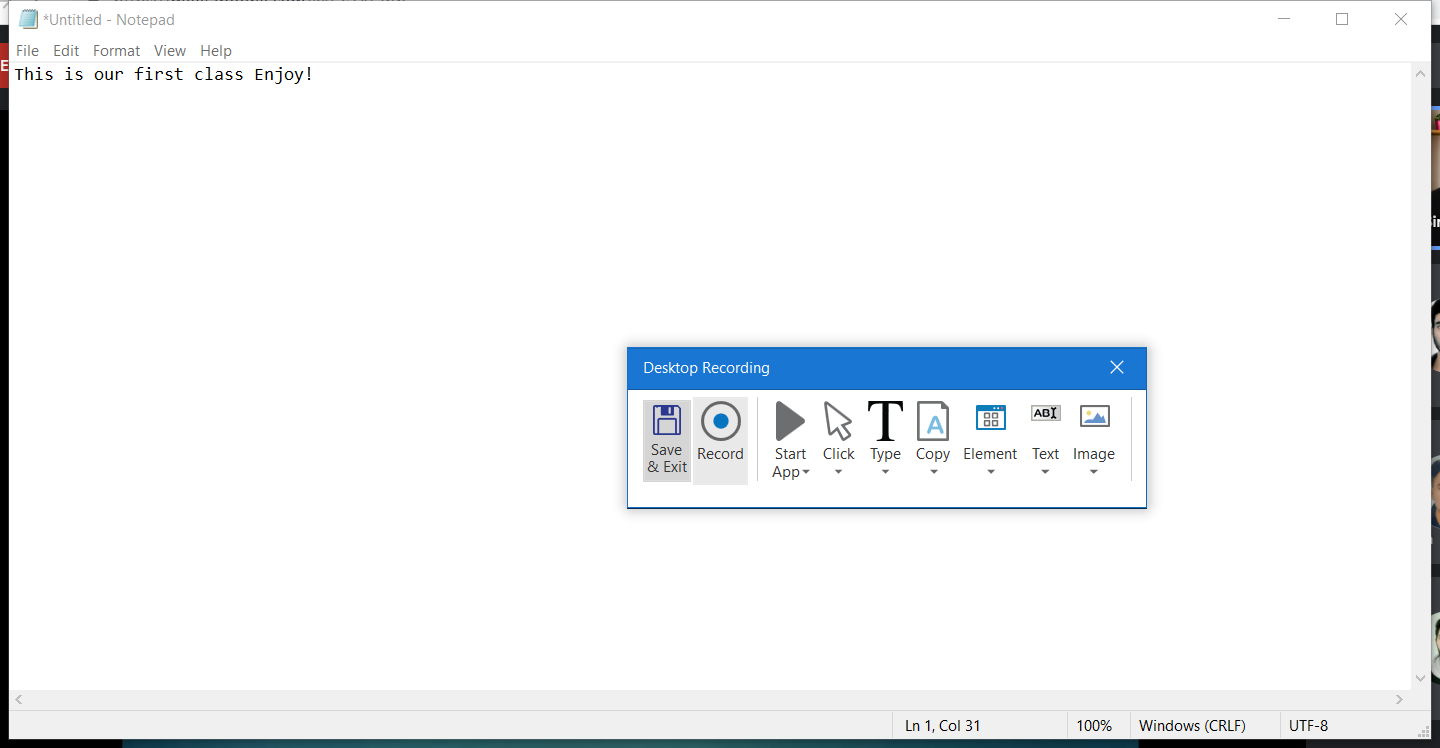 *Untitled - Notepad
File Edit Format View Help
This is our first class Enjoy!
Desktop Recording
Save & Exit
Record
Start App
Click
Type
Copy
Element
Text
Image
Ln 1, Col 31
100%
Windows (CRLF)
UTF-8